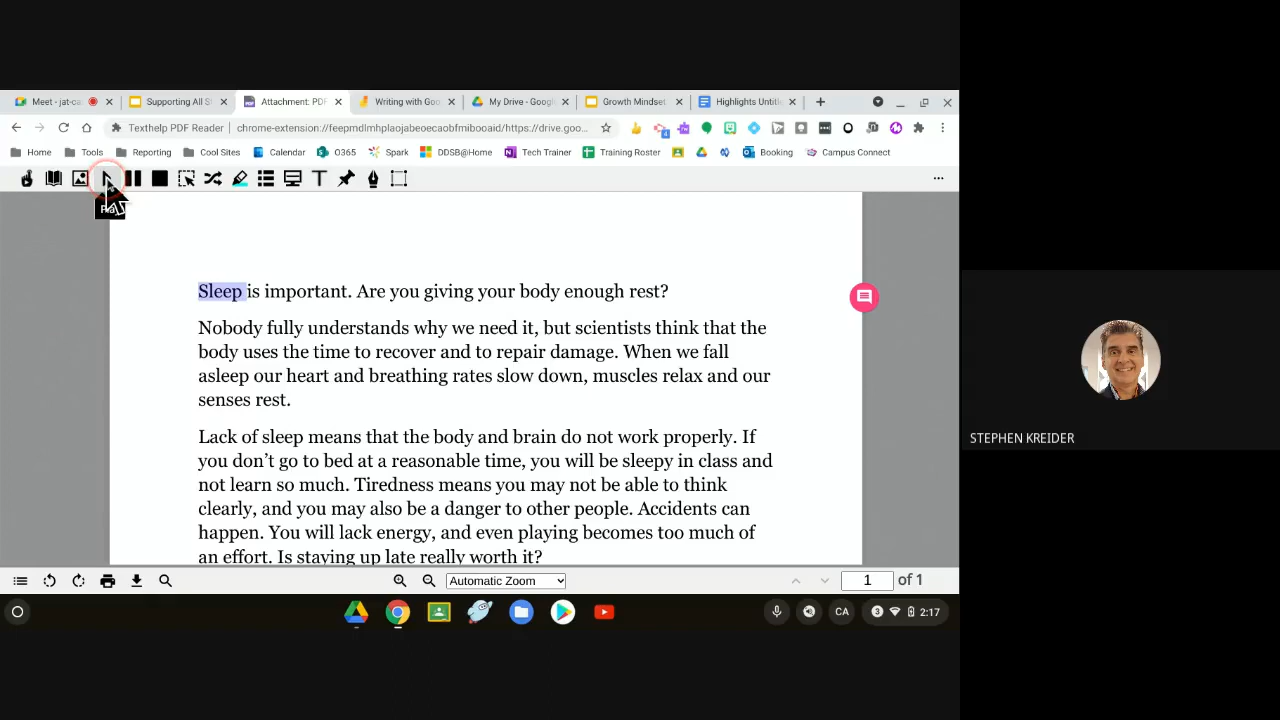 Meet - jat-ca
Supporting All S
Attachment: PDF
Writing with Goo
My Drive - Google
Growth Mindset
Highlights Untitle
Texthelp PDF Reader
chrome-extension://feepmdlmhplaojabeoecaobfmibooaid/https://drive.goo...
Home
Tools
Reporting
Cool Sites
Calendar
O365
Spark
DDSB@Home
Tech Trainer
Training Roster
Booking
Campus Connect
Sleep is important. Are you giving your body enough rest?
Nobody fully understands why we need it, but scientists think that the
body uses the time to recover and to repair damage. When we fall
asleep our heart and breathing rates slow down, muscles relax and our
senses rest.
Lack of sleep means that the body and brain do not work properly. If
you don't go to bed at a reasonable time, you will be sleepy in class and
not learn so much. Tiredness means you may not be able to think
clearly, and you may also be a danger to other people. Accidents can
happen. You will lack energy, and even playing becomes too much of
an effort. Is staying up late really worth it?
STEPHEN KREIDER
Automatic Zoom
1 of 1
CA
3
2:17